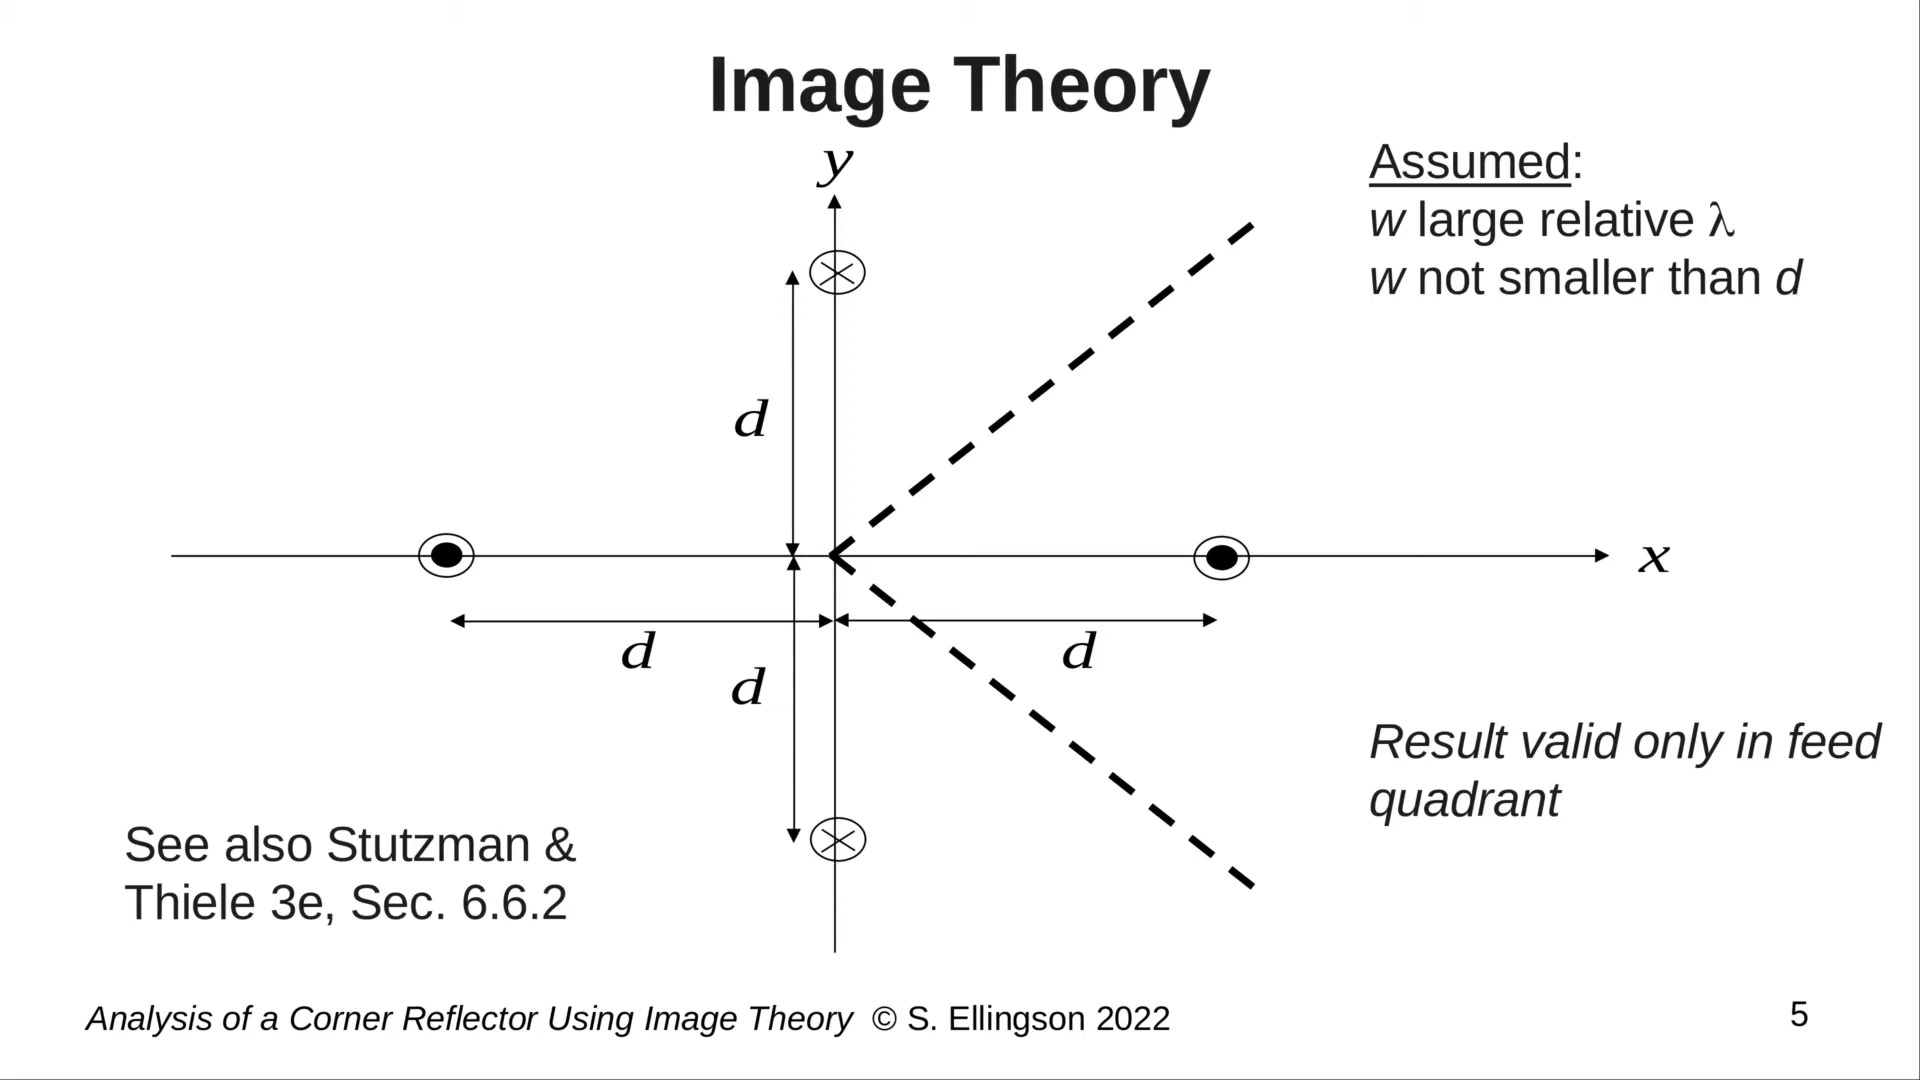 Image Theory
y
Assumed:
w large relative λ
w not smaller than d
d
x
d
d
d
Result valid only in feed
quadrant
See also Stutzman &
Thiele 3e, Sec. 6.6.2
Analysis of a Corner Reflector Using Image Theory © S. Ellingson 2022
5